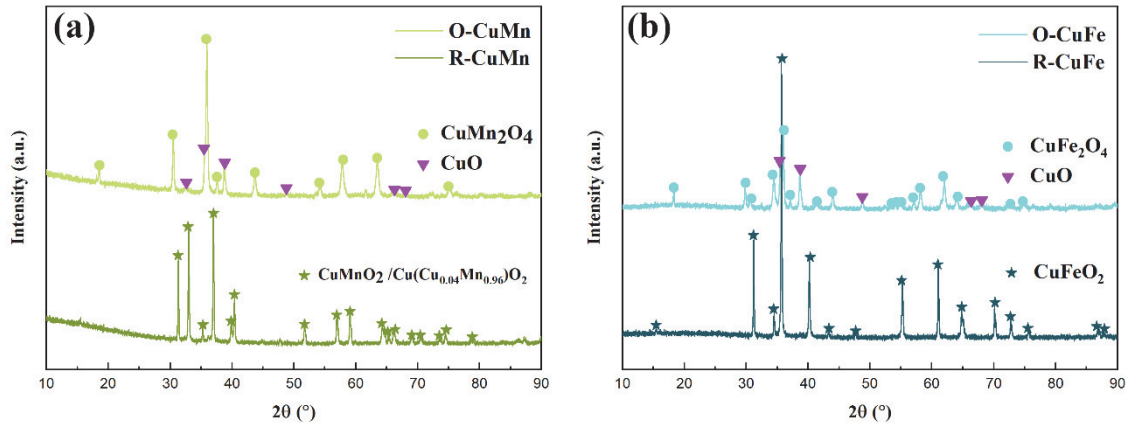 (a)
O-CuMn
R-CuMn
CuMn2O4
CuO
CuMnO2 /Cu(Cu0.04Mn0.96)O2
Intensity (a.u.)
10 20 30 40 50 60 70 80 90
2θ (°)
(b)
O-CuFe
R-CuFe
CuFe2O4
CuO
CuFeO2
Intensity (a.u.)
10 20 30 40 50 60 70 80 90
2θ (°)